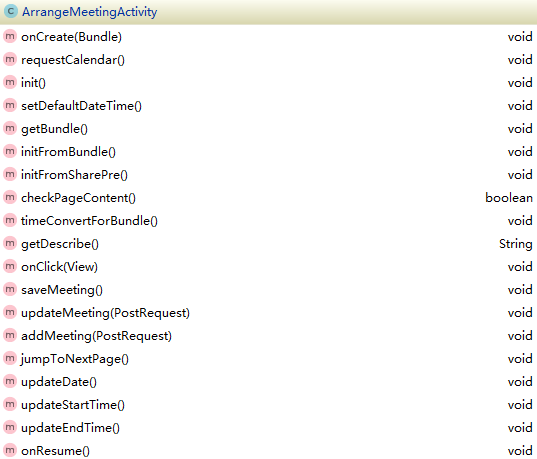 C ArrangeMeetingActivity
m onCreate(Bundle) void
m requestCalendar() void
m init() void
m setDefaultDateTime() void
m getBundle() void
m initFromBundle() void
m initFromSharePre() void
m checkPageContent() boolean
m timeConvertForBundle() void
m getDescribe() String
m onClick(View) void
m saveMeeting() void
m updateMeeting(PostRequest) void
m addMeeting(PostRequest) void
m jumpToNextPage() void
m updateDate() void
m updateStartTime() void
m updateEndTime() void
m onResume() void